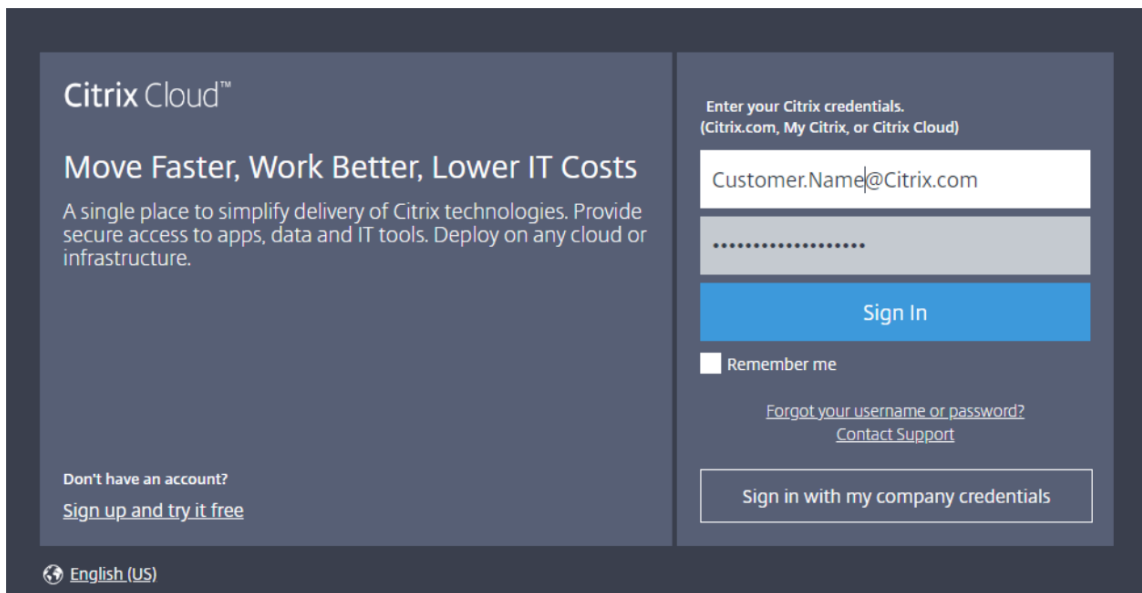 Citrix Cloud™
Move Faster, Work Better, Lower IT Costs
A single place to simplify delivery of Citrix technologies. Provide
secure access to apps, data and IT tools. Deploy on any cloud or
infrastructure.
Don't have an account?
Sign up and try it free
Enter your Citrix credentials.
(Citrix.com, My Citrix, or Citrix Cloud)
Customer.Name@Citrix.com
•••••••••••••••••••
Sign In
Remember me
Forgot your username or password?
Contact Support
Sign in with my company credentials
English (US)